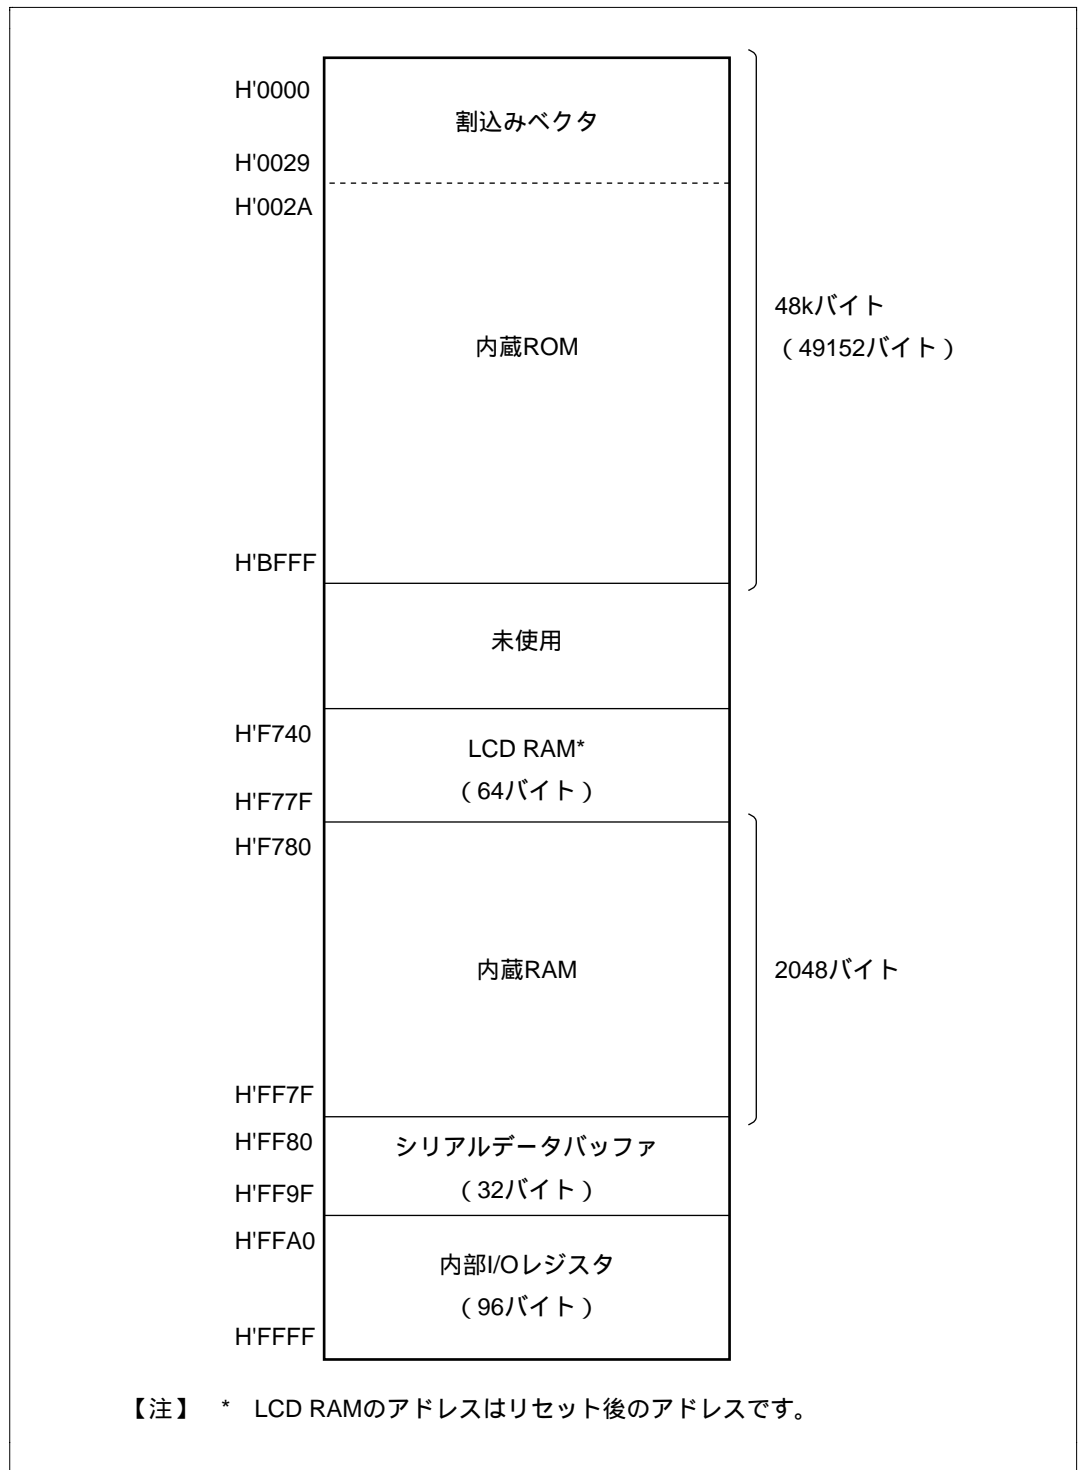 H'0000
割込みベクタ
H'0029
H'002A
48kバイト
内蔵ROM
（49152バイト）
H'BFFF
未使用
H'F740
LCD RAM*
（64バイト）
H'F77F
H'F780
内蔵RAM
2048バイト
H'FF7F
H'FF80
シリアルデータバッファ
（32バイト）
H'FF9F
H'FFA0
内部I/Oレジスタ
（96バイト）
H'FFFF
【注】 * LCD RAMのアドレスはリセット後のアドレスです。